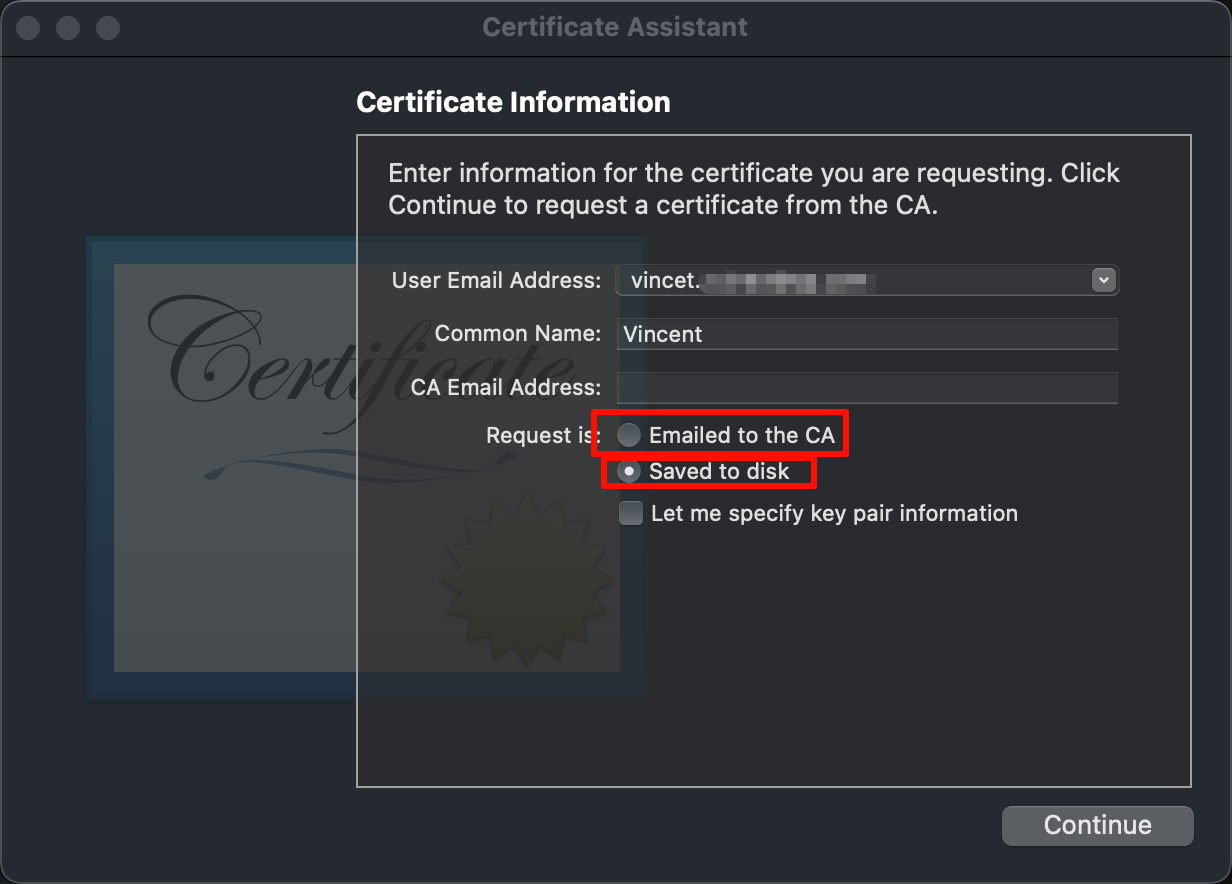 Certificate Assistant
Certificate Information
Enter information for the certificate you are requesting. Click
Continue to request a certificate from the CA.
Certificate
User Email Address: vincet.
Common Name: Vincent
CA Email Address:
Request is: Emailed to the CA
Saved to disk
Let me specify key pair information
Continue